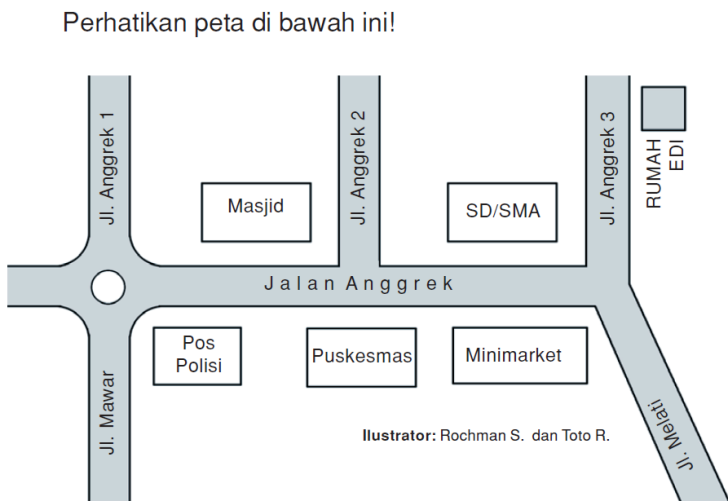 Perhatikan peta di bawah ini!
Jl. Anggrek 1
Jl. Anggrek 2
Jl. Anggrek 3
RUMAH
EDI
Masjid
SD/SMA
Jalan Anggrek
Pos
Polisi
Puskesmas
Minimarket
Jl. Mawar
Jl. Melati
Ilustrator: Rochman S. dan Toto R.